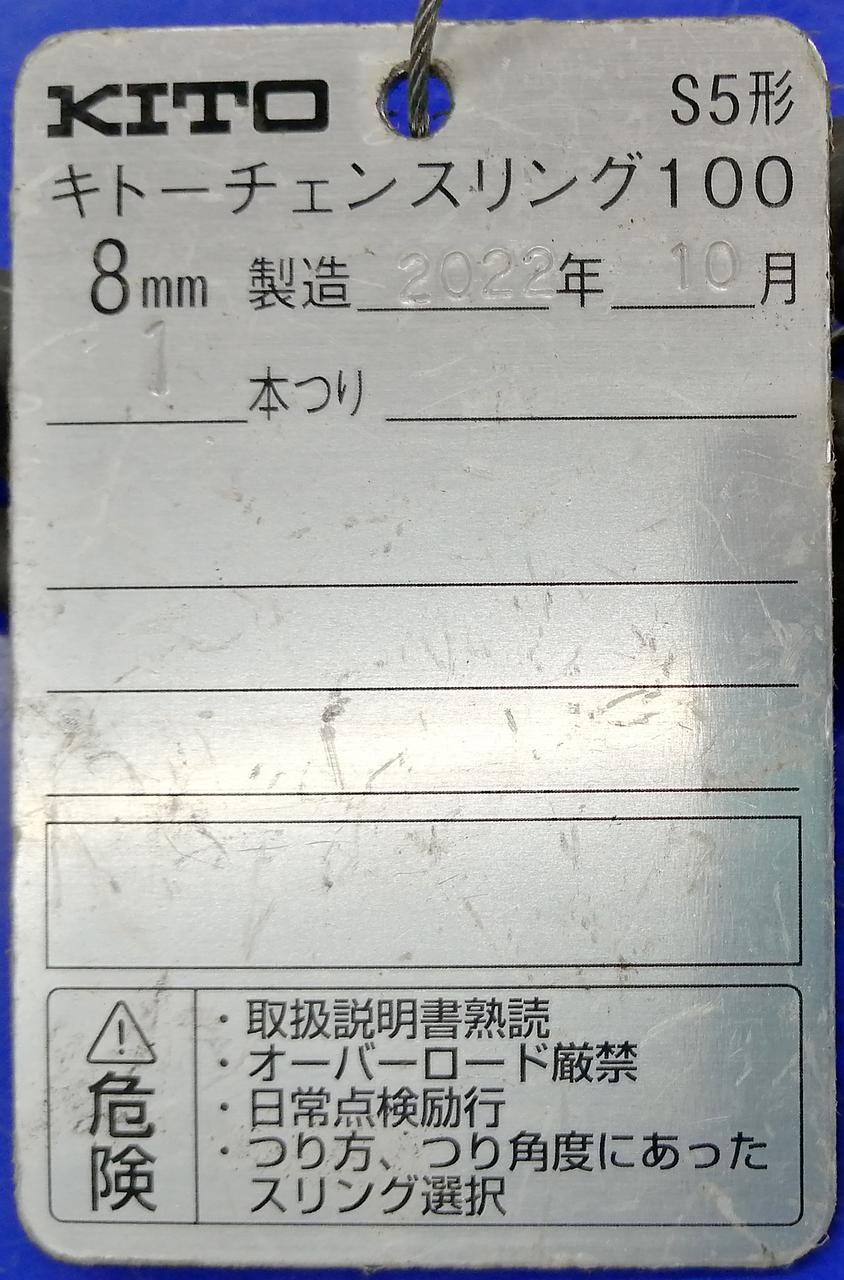 KITO S5形
キトーチェンスリング100
8mm 製造 2022年 10月
1 本つり
危険
・取扱説明書熟読
・オーバーロード厳禁
・日常点検励行
・つり方、つり角度にあった
スリング選択